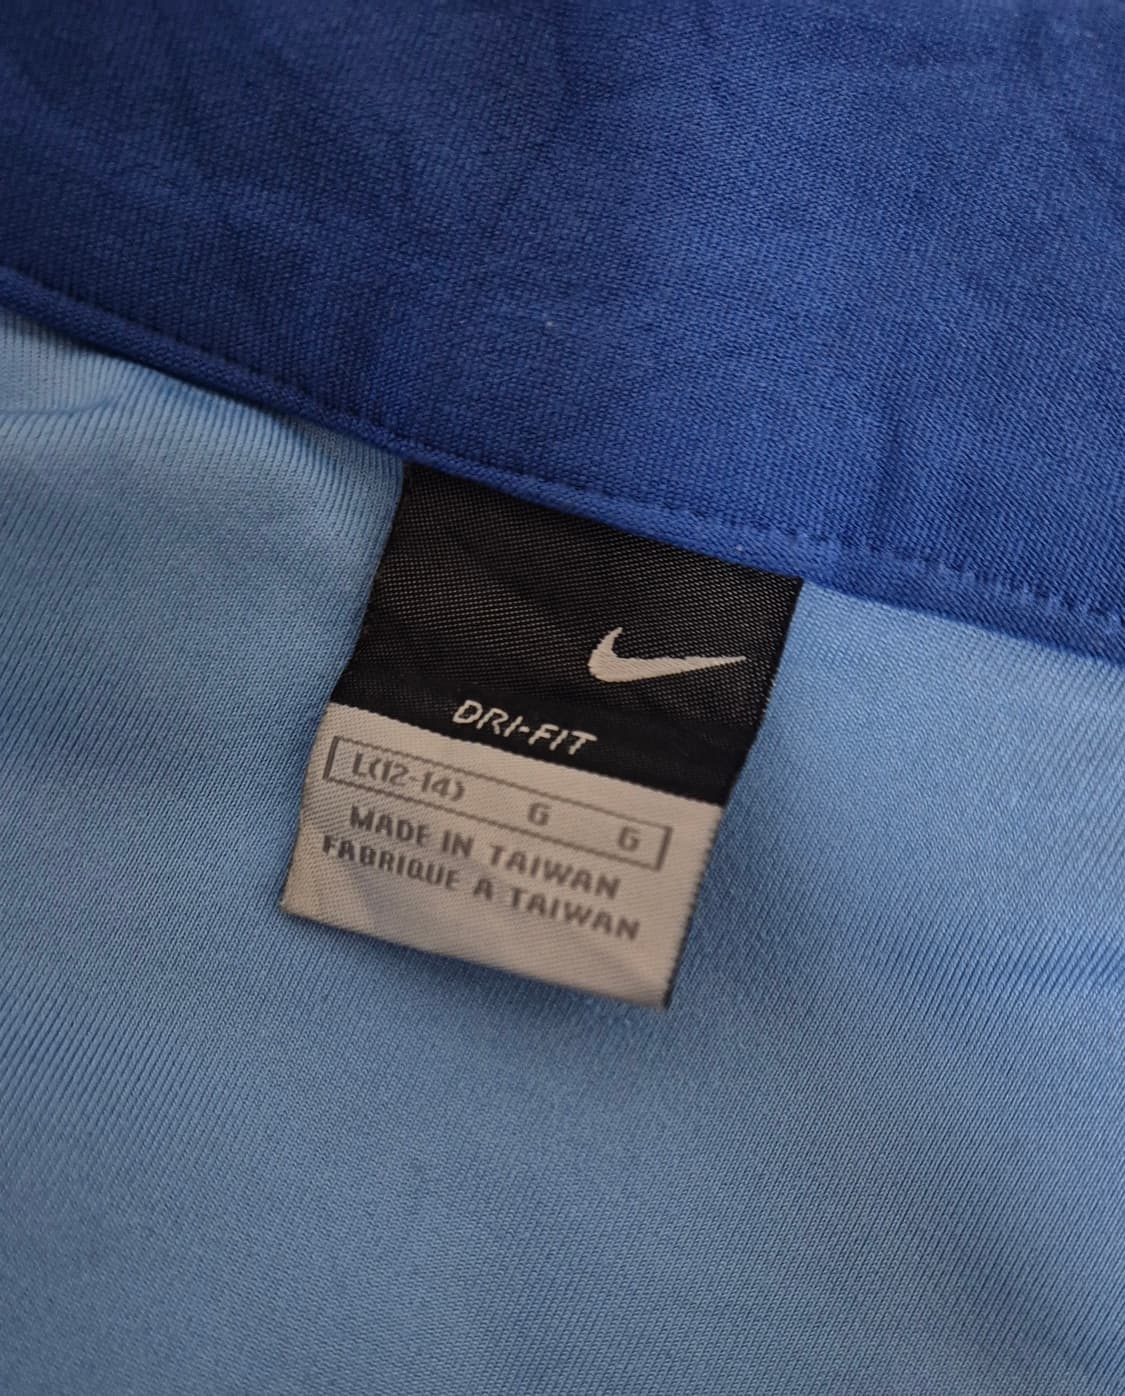 DRI-FIT
L(12-14) G G
MADE IN TAIWAN
FABRIQUE A TAIWAN